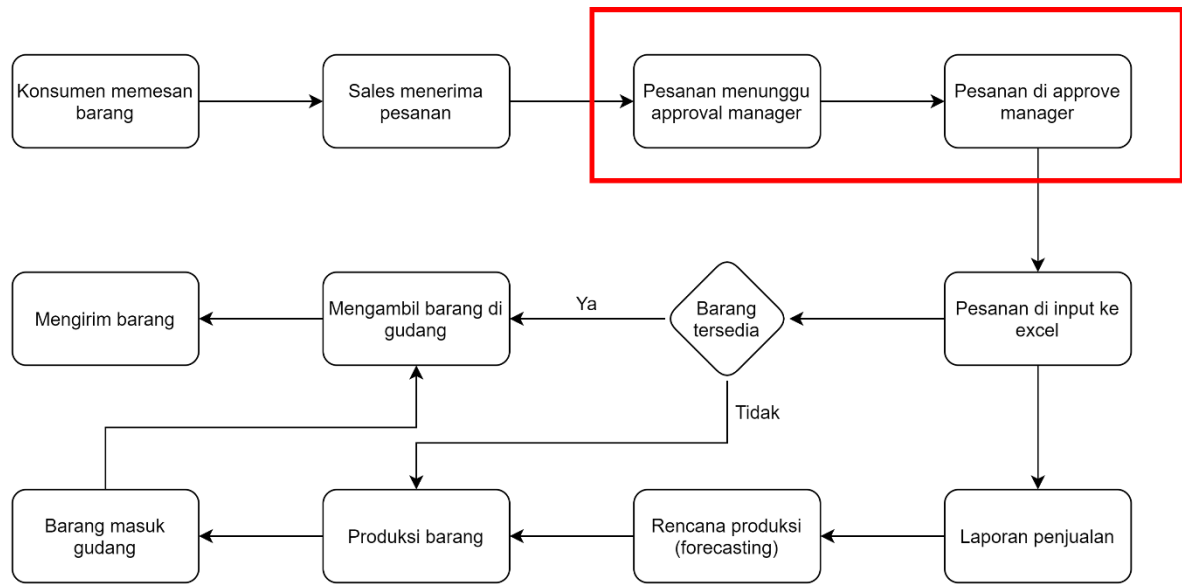 Konsumen memesan
barang
Sales menerima
pesanan
Pesanan menunggu
approval manager
Pesanan di approve
manager
Mengirim barang
Mengambil barang di
gudang
Ya
Barang
tersedia
Pesanan di input ke
excel
Tidak
Barang masuk
gudang
Produksi barang
Rencana produksi
(forecasting)
Laporan penjualan